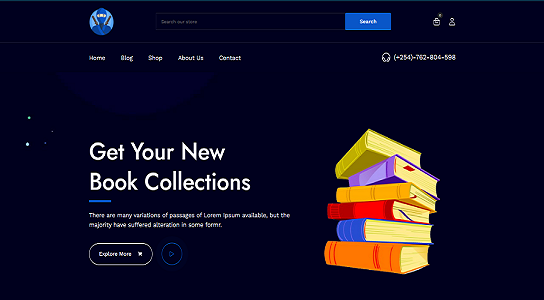 Search our store
Search
0
Home Blog Shop About Us Contact
(+254)-762-804-598
Get Your New
Book Collections
There are many variations of passages of Lorem Ipsum available, but the
majority have suffered alteration in some formr.
Explore More